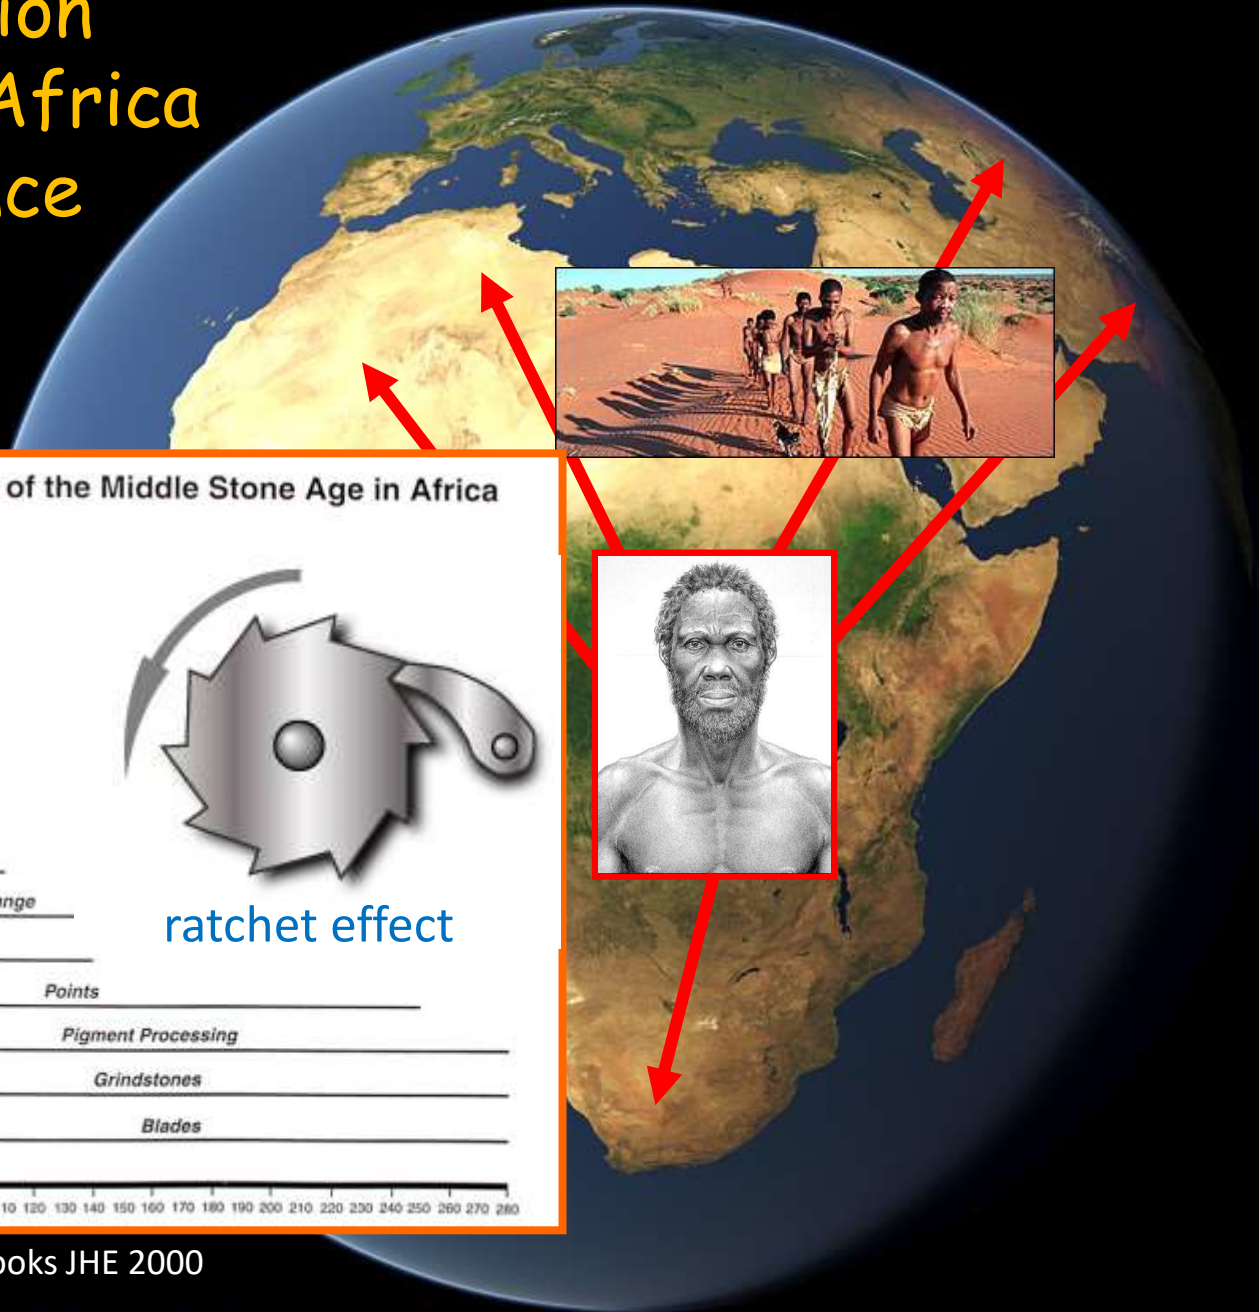 ion
Africa
ce
of the Middle Stone Age in Africa
nge
ratchet effect
Points
Pigment Processing
Grindstones
Blades
10 120 130 140 150 160 170 180 190 200 210 220 230 240 250 260 270 280
ooks JHE 2000